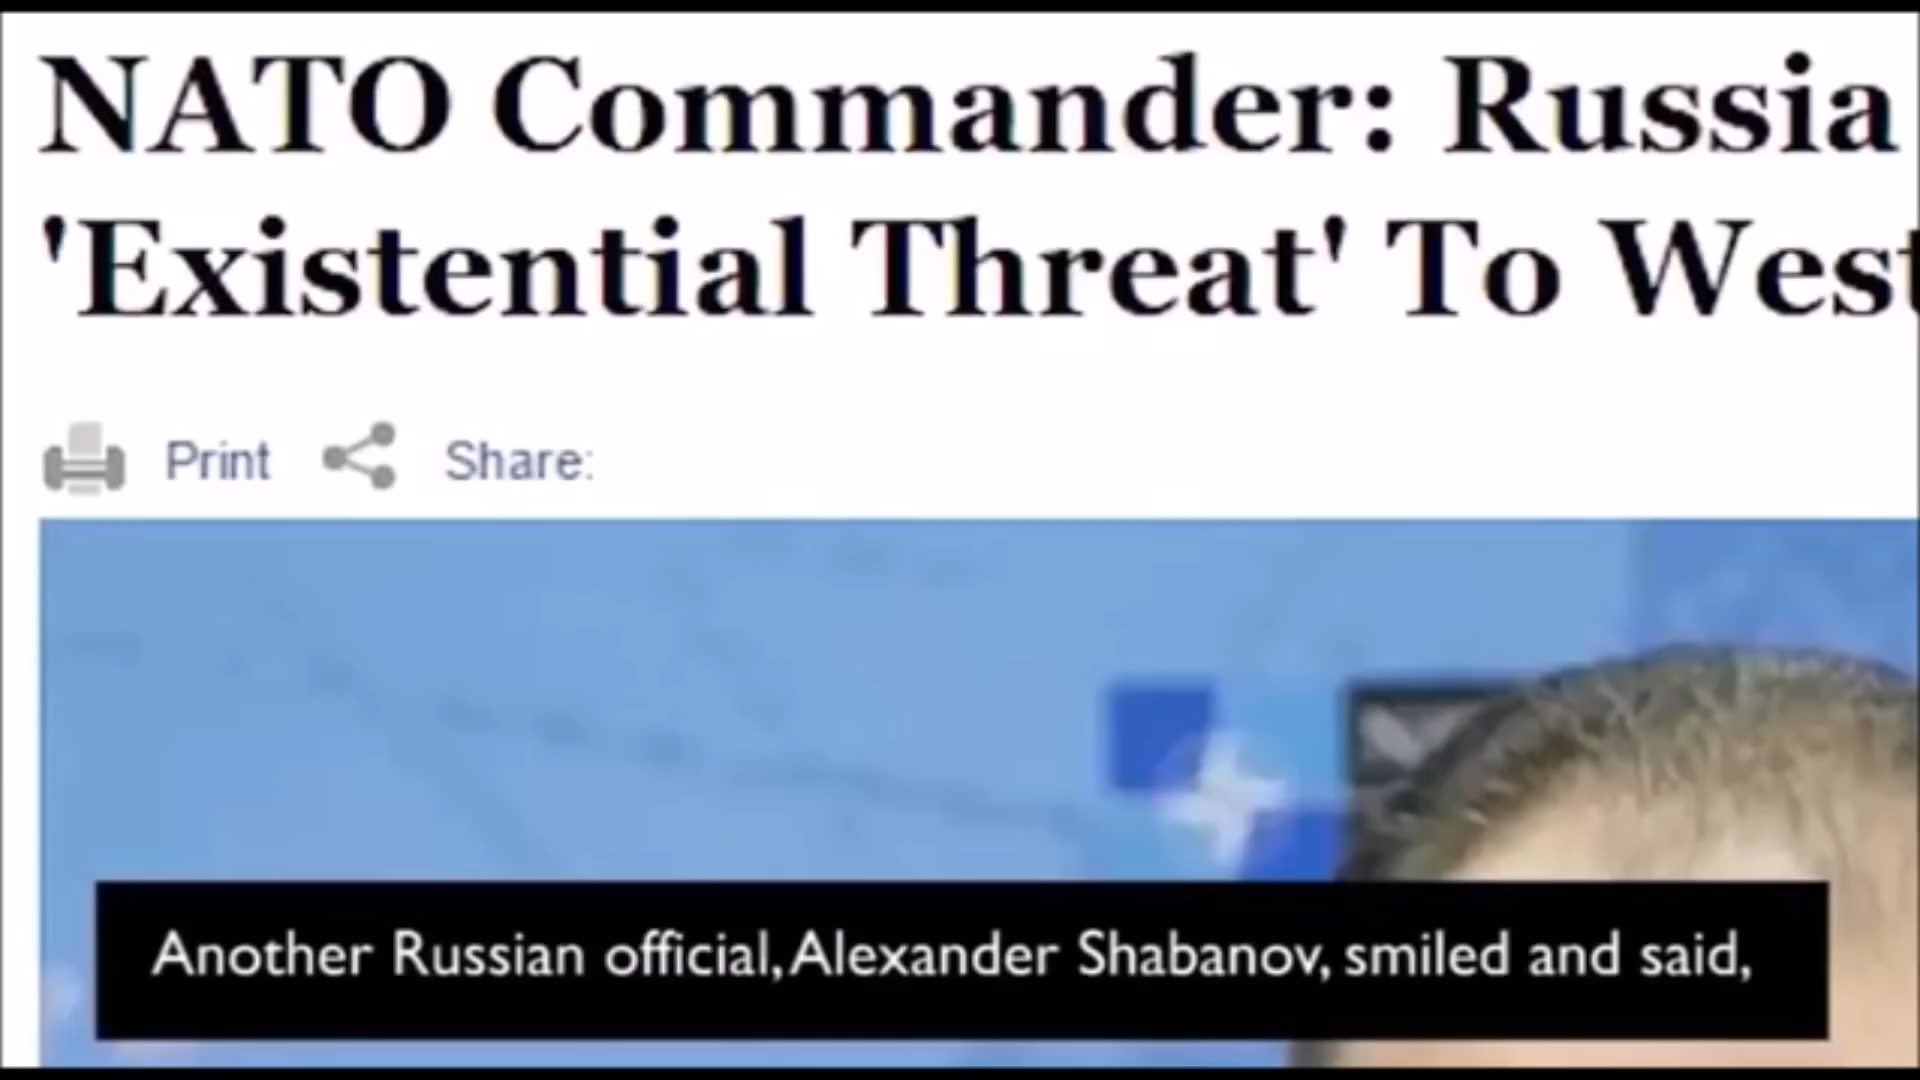 NATO Commander: Russia
'Existential Threat' To West
Print Share:
Another Russian official, Alexander Shabanov, smiled and said,